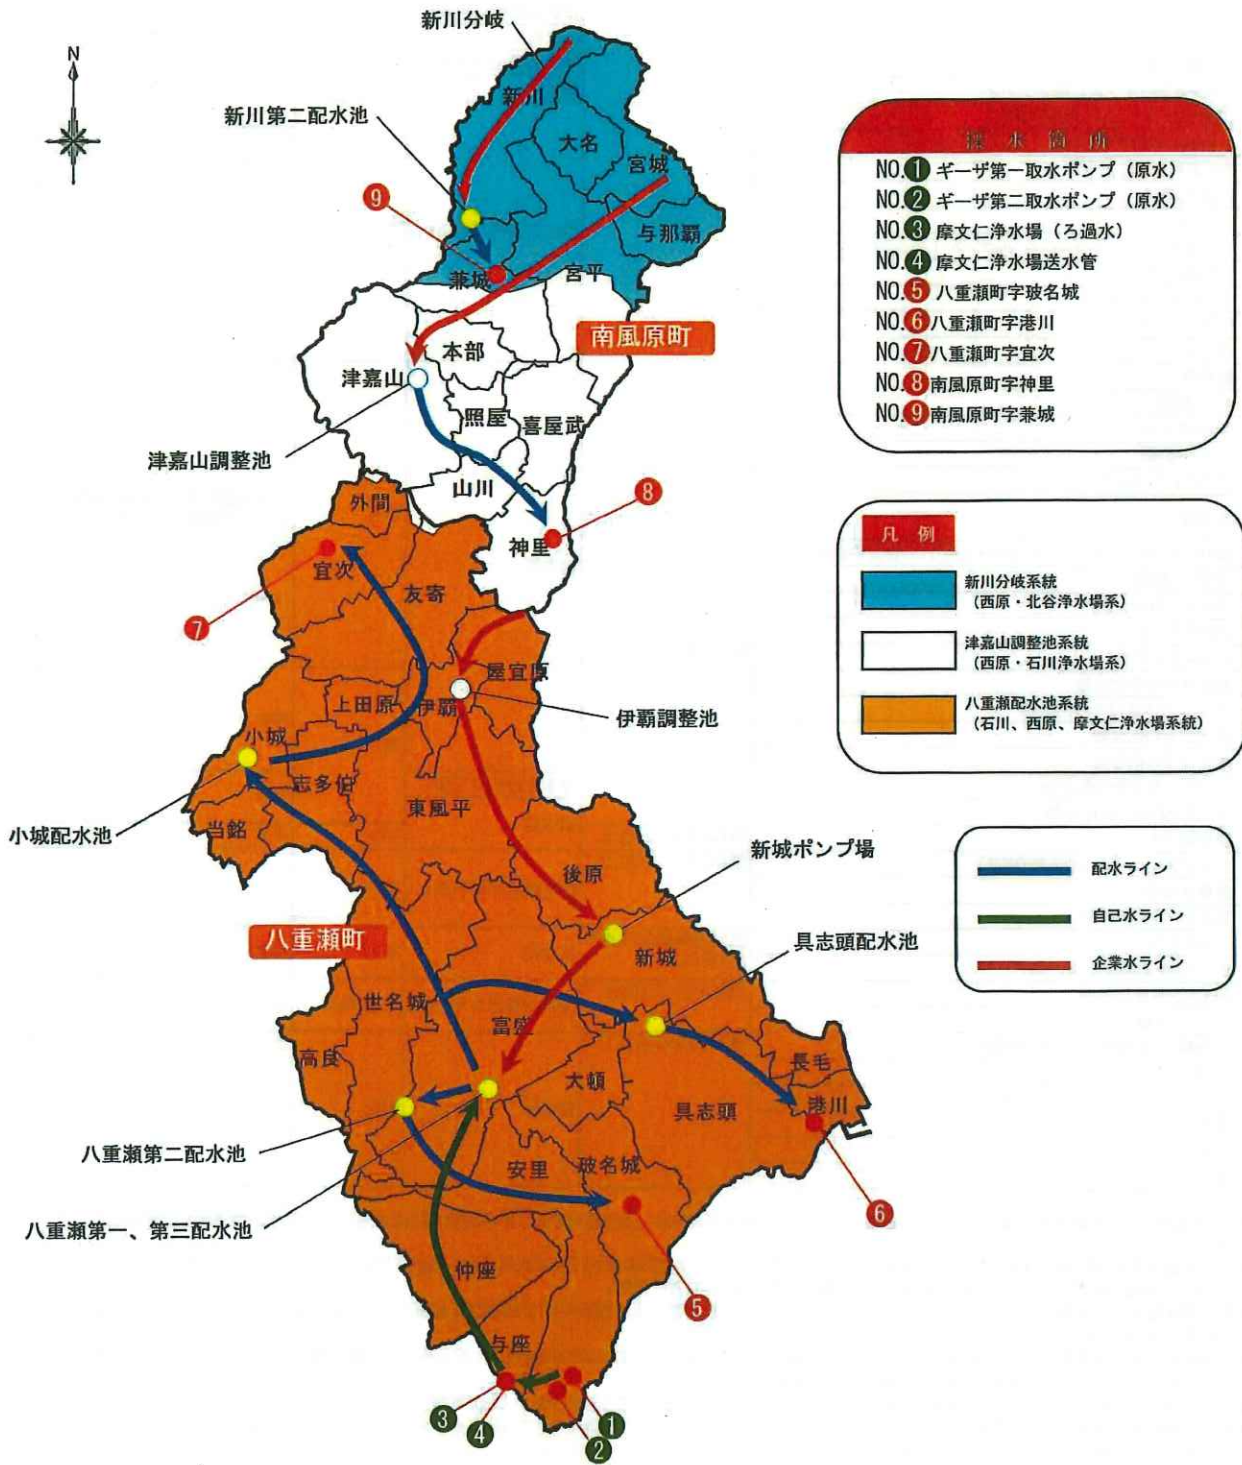 新川分岐
N
新川
新川第二配水池
大名
宮城
⑨
与那覇
兼城
宮平
南風原町
本部
津嘉山
照屋
喜屋武
津嘉山調整池
山川
⑧
外間
神里
宜次
友寄
⑦
屋宜原
上田原
伊覇
伊覇調整池
小城
志多伯
東風平
当銘
小城配水池
新城ポンプ場
後原
八重瀬町
具志頭配水池
新城
世名城
富盛
高良
長毛
大頓
具志頭
港川
八重瀬第二配水池
安里
玻名城
⑥
八重瀬第一、第三配水池
仲座
⑤
与座
③
④
①
②
採水箇所
NO.① ギーザ第一取水ポンプ（原水）
NO.② ギーザ第二取水ポンプ（原水）
NO.③ 摩文仁浄水場（ろ過水）
NO.④ 摩文仁浄水場送水管
NO.⑤ 八重瀬町字玻名城
NO.⑥ 八重瀬町字港川
NO.⑦ 八重瀬町字宜次
NO.⑧ 南風原町字神里
NO.⑨ 南風原町字兼城
凡例
新川分岐系統
（西原・北谷浄水場系）
津嘉山調整池系統
（西原・石川浄水場系）
八重瀬配水池系統
（石川、西原、摩文仁浄水場系統）
配水ライン
自己水ライン
企業水ライン